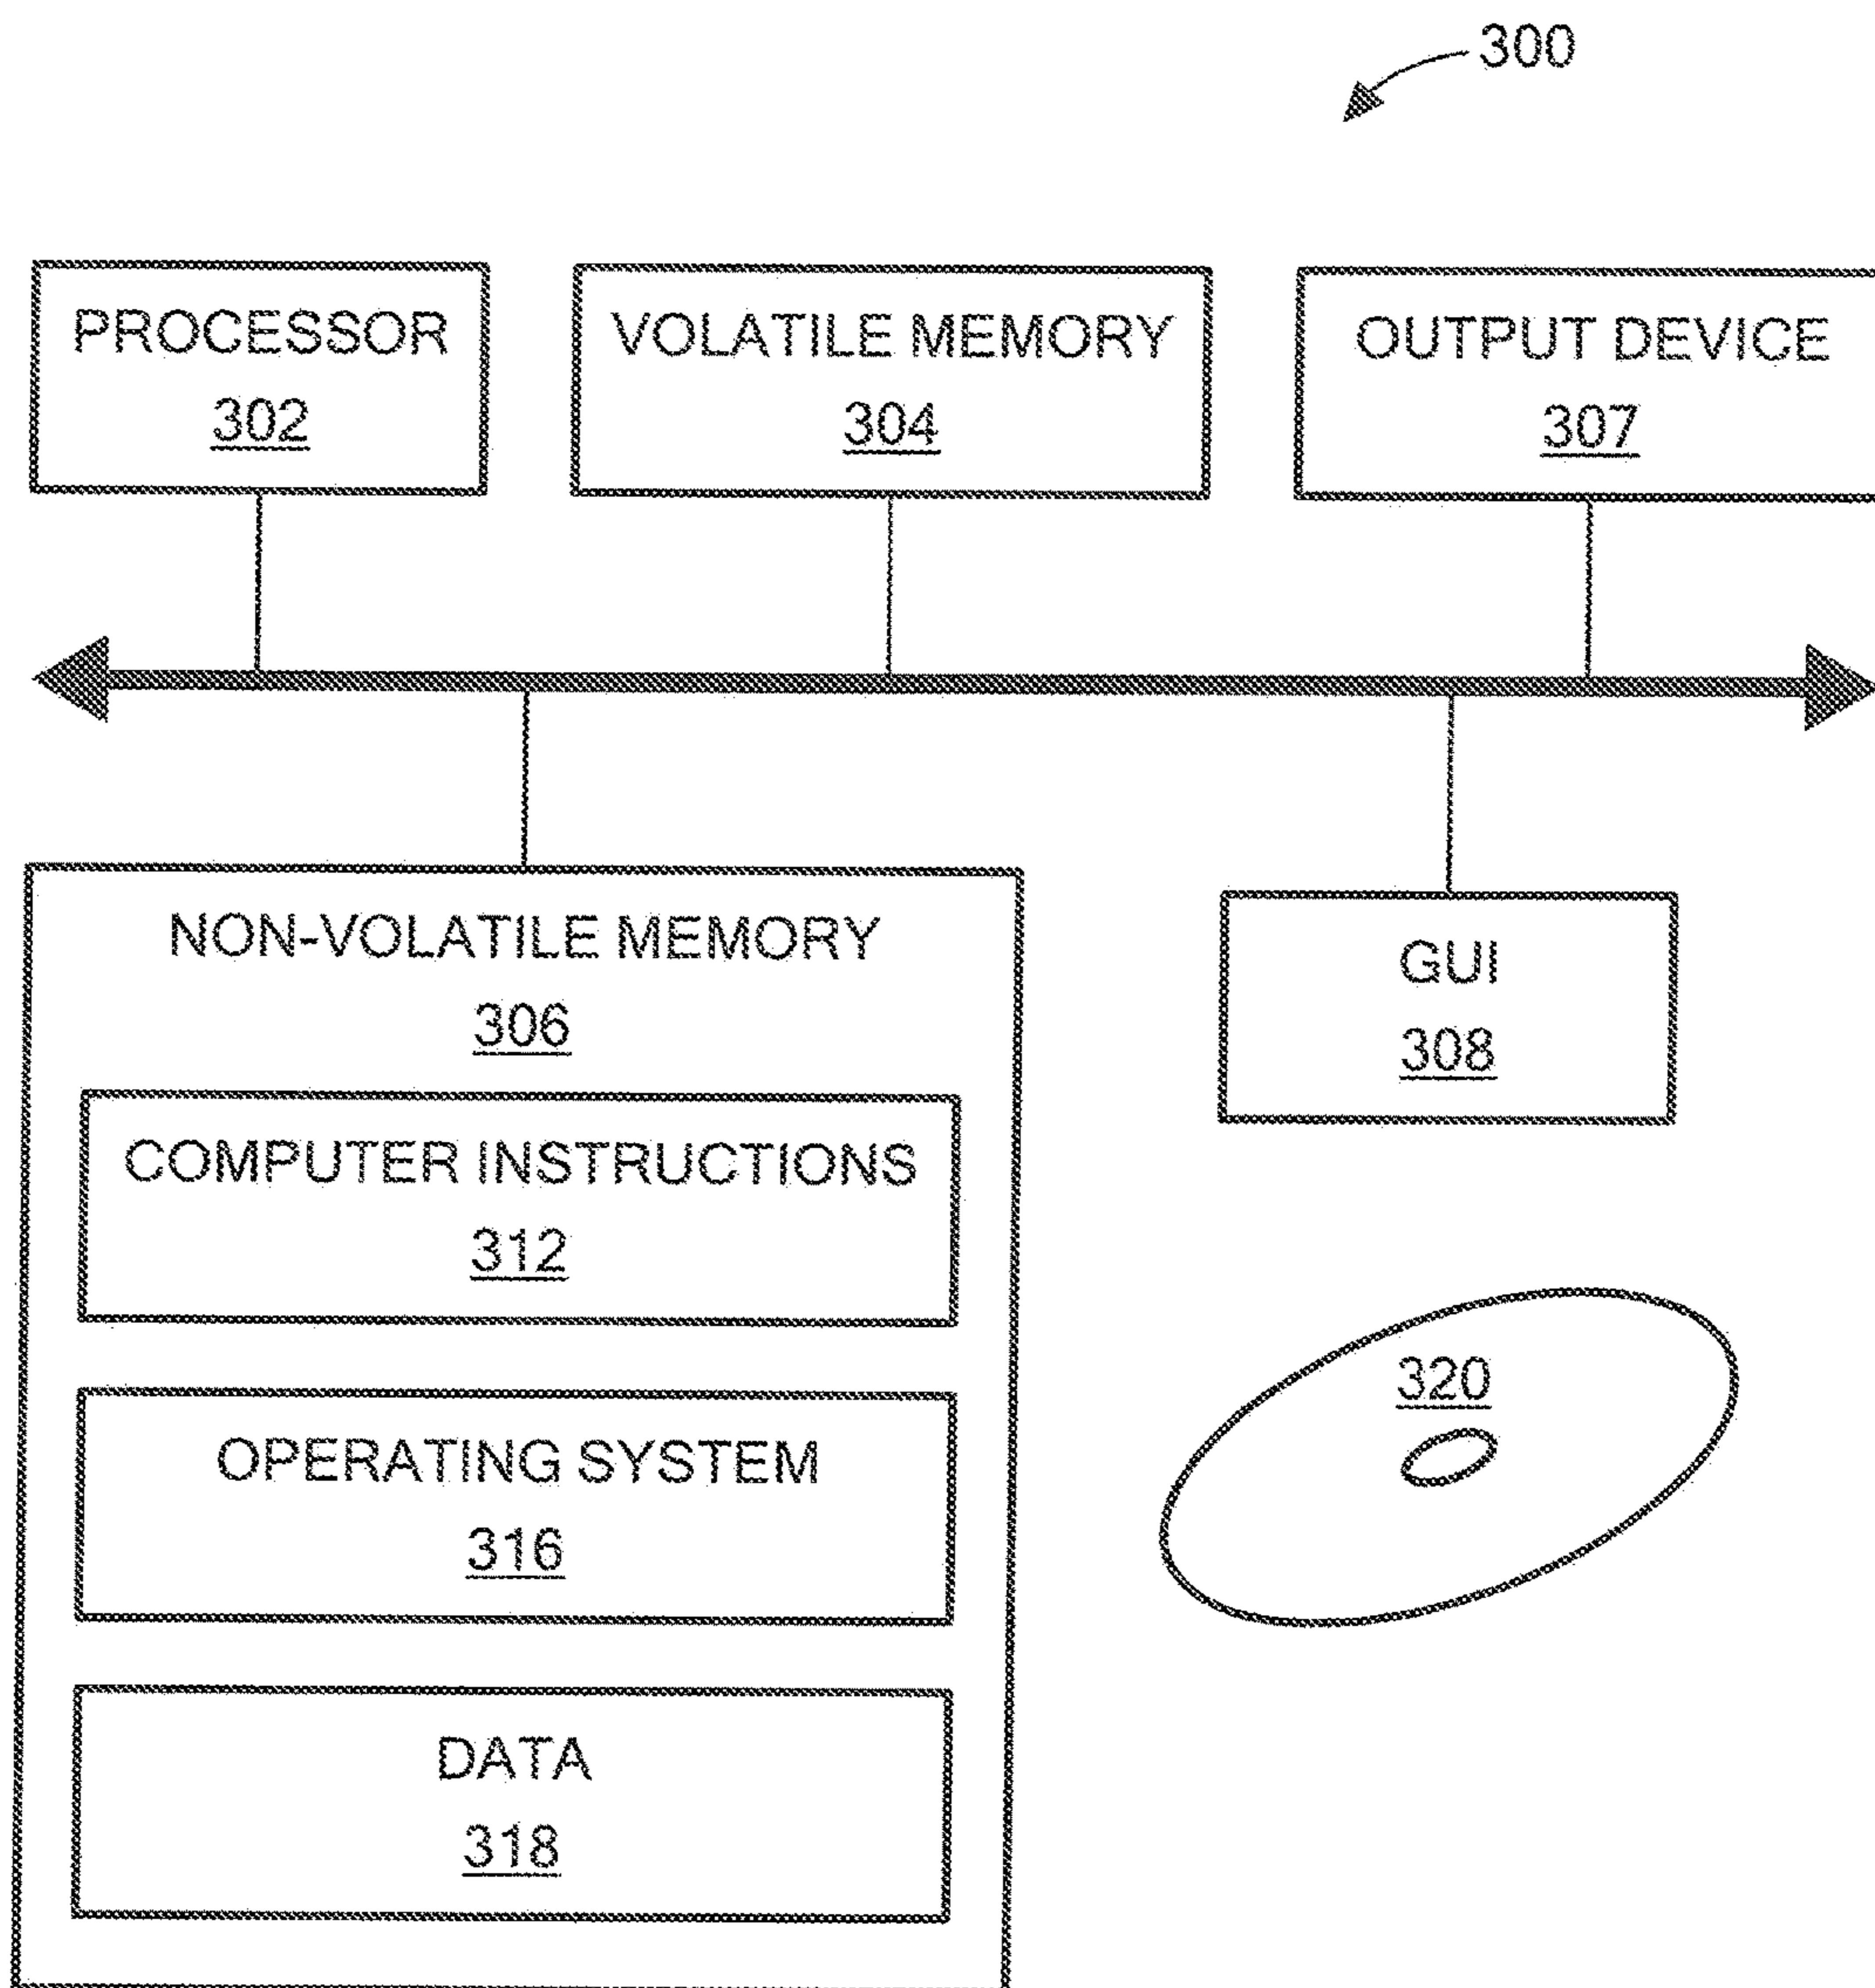 300
PROCESSOR
302
VOLATILE MEMORY
304
OUTPUT DEVICE
307
NON-VOLATILE MEMORY
306
COMPUTER INSTRUCTIONS
312
OPERATING SYSTEM
316
DATA
318
GUI
308
320